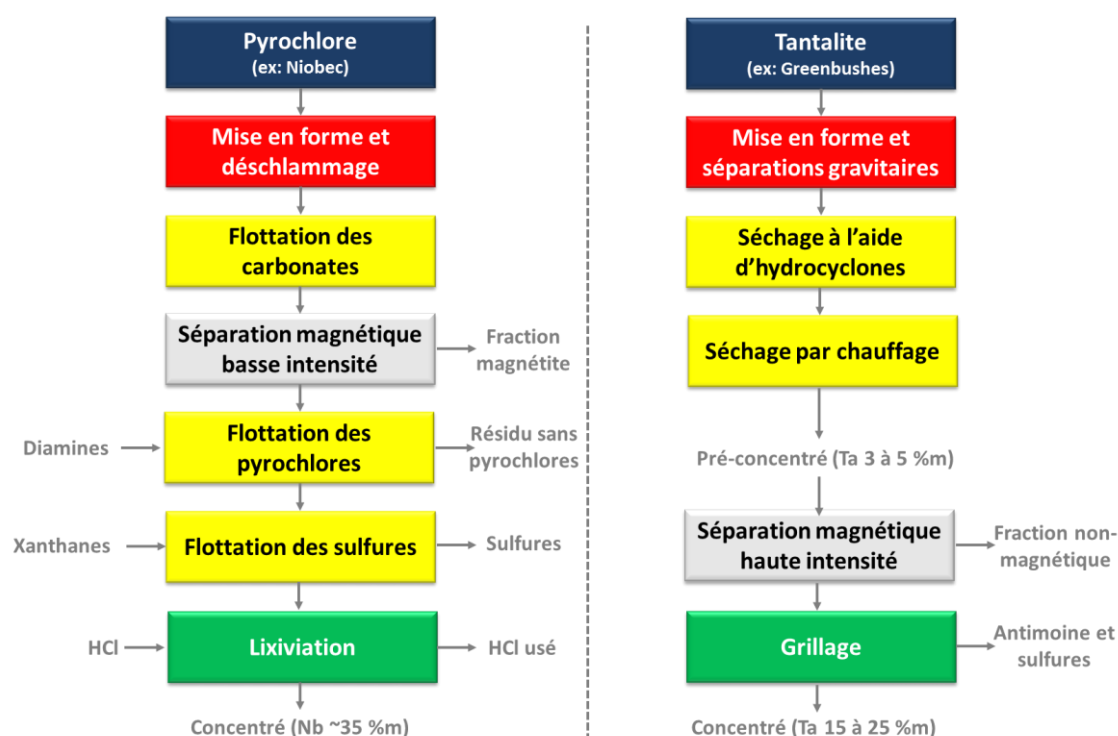 Pyrochlore
(ex: Niobec)
Mise en forme et
déschlammage
Flottation des
carbonates
Séparation magnétique
basse intensité
Fraction
magnétite
Diamines
Flottation des
pyrochlores
Résidu sans
pyrochlores
Xanthanes
Flottation des sulfures
Sulfures
HCl
Lixiviation
HCl usé
Concentré (Nb ~35 %m)
Tantalite
(ex: Greenbushes)
Mise en forme et
séparations gravitaires
Séchage à l'aide
d'hydrocyclones
Séchage par chauffage
Pré-concentré (Ta 3 à 5 %m)
Séparation magnétique
haute intensité
Fraction non-
magnétique
Grillage
Antimoine et
sulfures
Concentré (Ta 15 à 25 %m)